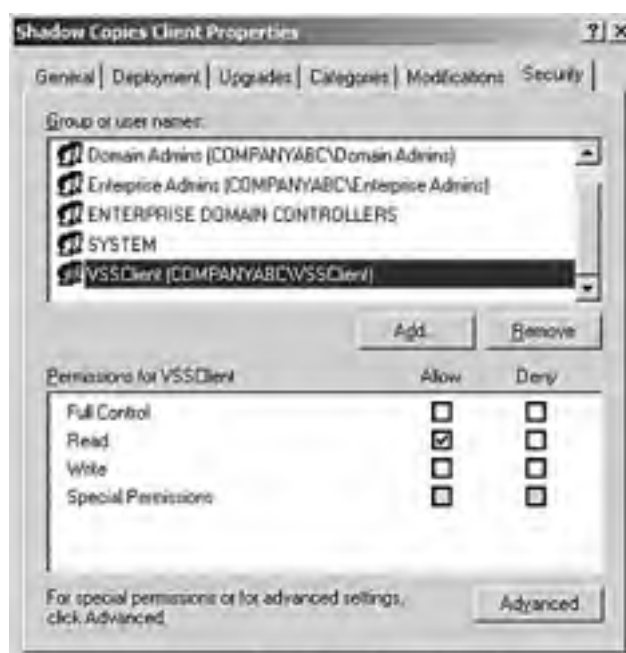 Shadow Copies Client Properties
General Deployment Upgrades Categories Modifications Security
Group or user names:
Domain Admins (COMPANYABC\Domain Admins)
Enterprise Admins (COMPANYABC\Enterprise Admins)
ENTERPRISE DOMAIN CONTROLLERS
SYSTEM
VSSClient (COMPANYABC\VSSClient)
Add... Remove
Permissions for VSSClient Allow Deny
Full Control
Read
Write
Special Permissions
For special permissions or for advanced settings,
click Advanced.
Advanced